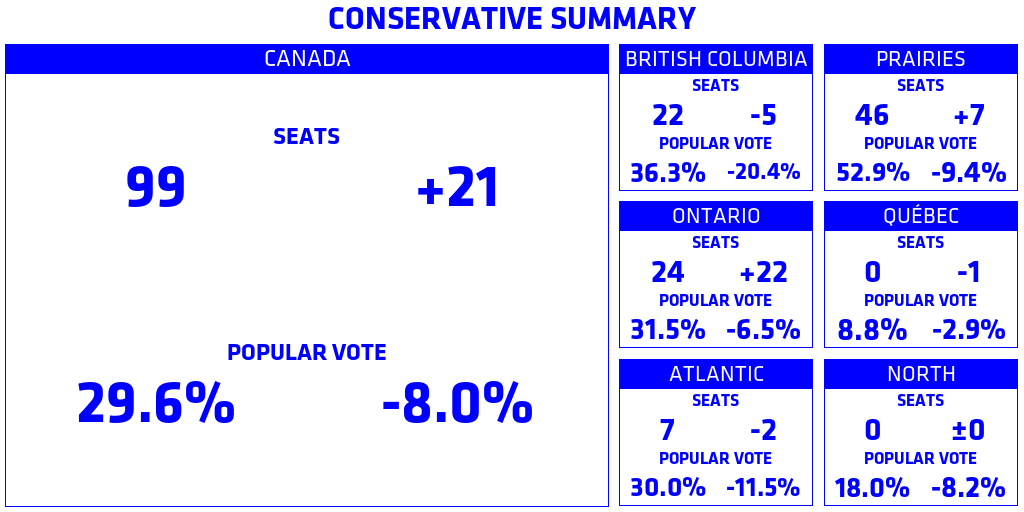 CONSERVATIVE SUMMARY
CANADA
SEATS
99 +21
POPULAR VOTE
29.6% -8.0%
BRITISH COLUMBIA
SEATS
22 -5
POPULAR VOTE
36.3% -20.4%
PRAIRIES
SEATS
46 +7
POPULAR VOTE
52.9% -9.4%
ONTARIO
SEATS
24 +22
POPULAR VOTE
31.5% -6.5%
QUÉBEC
SEATS
0 -1
POPULAR VOTE
8.8% -2.9%
ATLANTIC
SEATS
7 -2
POPULAR VOTE
30.0% -11.5%
NORTH
SEATS
0 ±0
POPULAR VOTE
18.0% -8.2%